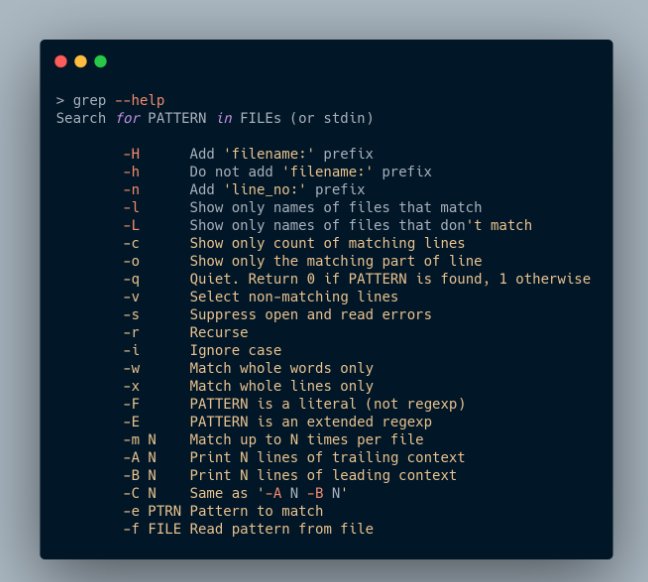 > grep --help
Search for PATTERN in FILEs (or stdin)
-H Add 'filename:' prefix
-h Do not add 'filename:' prefix
-n Add 'line_no:' prefix
-l Show only names of files that match
-L Show only names of files that don't match
-c Show only count of matching lines
-o Show only the matching part of line
-q Quiet. Return 0 if PATTERN is found, 1 otherwise
-v Select non-matching lines
-s Suppress open and read errors
-r Recurse
-i Ignore case
-w Match whole words only
-x Match whole lines only
-F PATTERN is a literal (not regexp)
-E PATTERN is an extended regexp
-m N Match up to N times per file
-A N Print N lines of trailing context
-B N Print N lines of leading context
-C N Same as '-A N -B N'
-e PTRN Pattern to match
-f FILE Read pattern from file